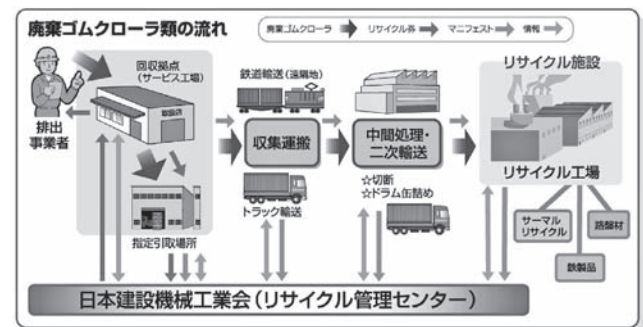 廃棄ゴムクローラ類の流れ
廃棄ゴムクローラ
リサイクル券
マニフェスト
情報
排出
事業者
回収拠点
(サービス工場)
取扱店
指定引取場所
鉄道輸送(遠隔地)
収集運搬
トラック輸送
中間処理・
二次輸送
☆切断
☆ドラム缶詰め
リサイクル施設
リサイクル工場
サーマル
リサイクル
鉄製品
路盤材
日本建設機械工業会(リサイクル管理センター)